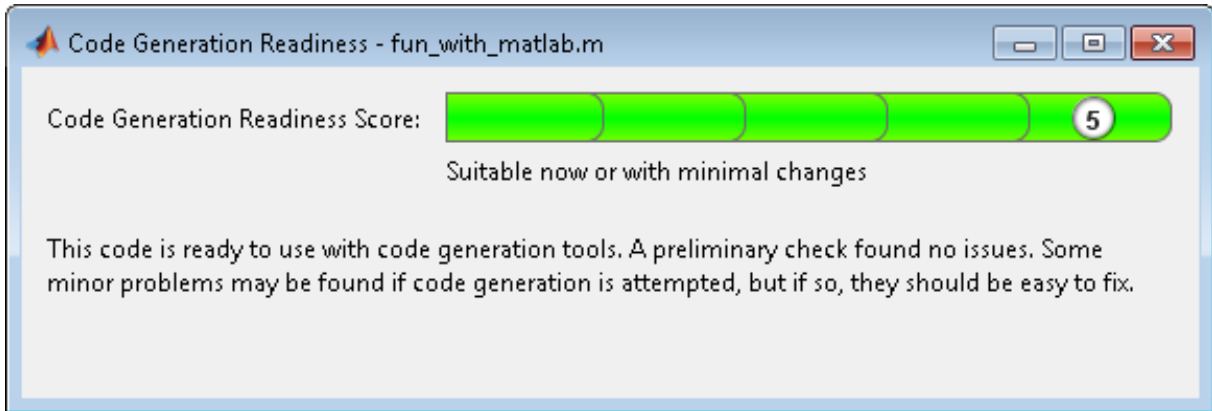 Code Generation Readiness - fun_with_matlab.m
Code Generation Readiness Score:
5
Suitable now or with minimal changes
This code is ready to use with code generation tools. A preliminary check found no issues. Some
minor problems may be found if code generation is attempted, but if so, they should be easy to fix.